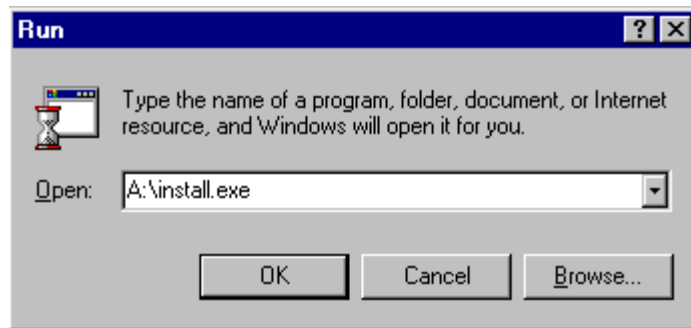 Run
Type the name of a program, folder, document, or Internet
resource, and Windows will open it for you.
Open: A:\install.exe
OK Cancel Browse...